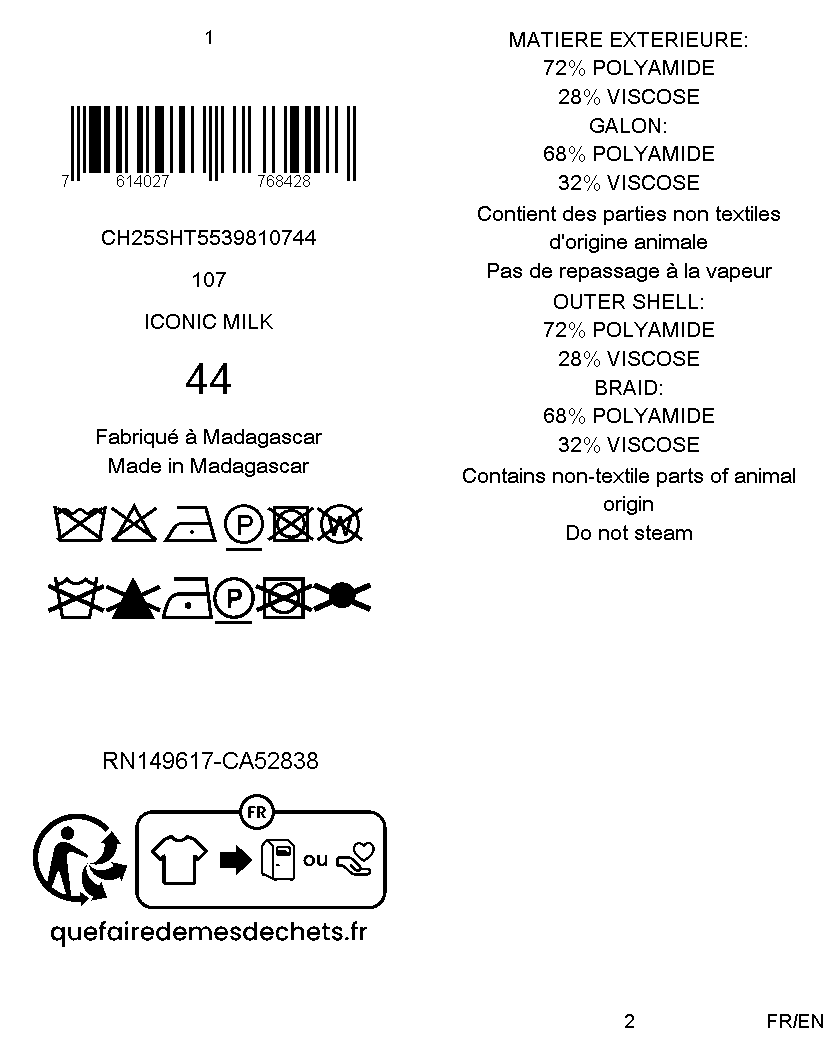 1
7 614027 768428
CH25SHT5539810744
107
ICONIC MILK
44
Fabriqué à Madagascar
Made in Madagascar
P W
P
RN149617-CA52838
FR
ou
quefairedemesdechets.fr
MATIERE EXTERIEURE:
72% POLYAMIDE
28% VISCOSE
GALON:
68% POLYAMIDE
32% VISCOSE
Contient des parties non textiles
d'origine animale
Pas de repassage à la vapeur
OUTER SHELL:
72% POLYAMIDE
28% VISCOSE
BRAID:
68% POLYAMIDE
32% VISCOSE
Contains non-textile parts of animal
origin
Do not steam
2
FR/EN